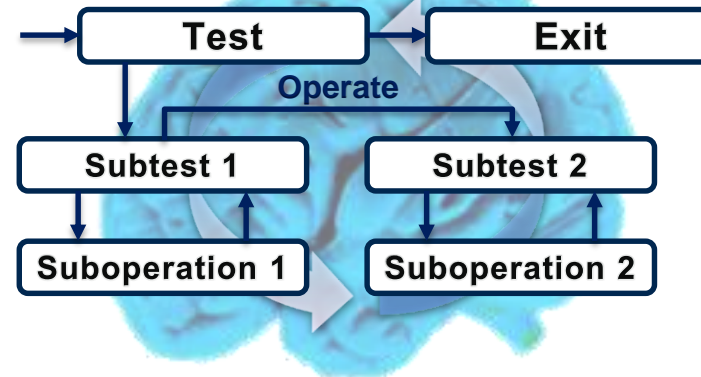 Test
Exit
Operate
Subtest 1
Subtest 2
Suboperation 1
Suboperation 2